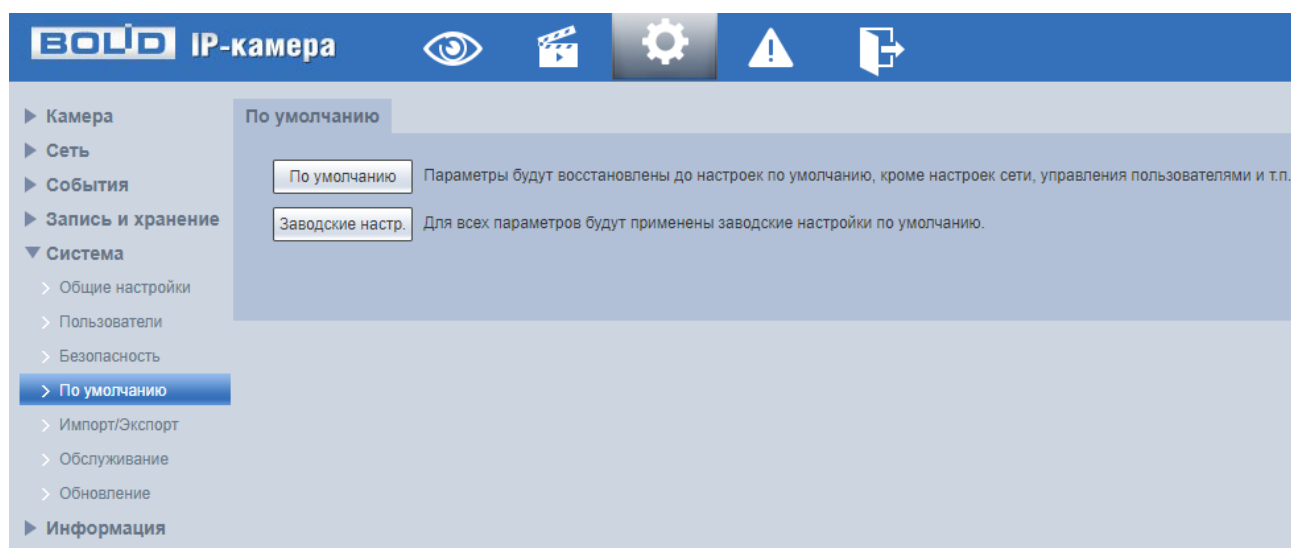 BOLID IP-камера
Камера
Сеть
События
Запись и хранение
Система
Общие настройки
Пользователи
Безопасность
По умолчанию
Импорт/Экспорт
Обслуживание
Обновление
Информация
По умолчанию
По умолчанию Параметры будут восстановлены до настроек по умолчанию, кроме настроек сети, управления пользователями и т.п.
Заводские настр. Для всех параметров будут применены заводские настройки по умолчанию.